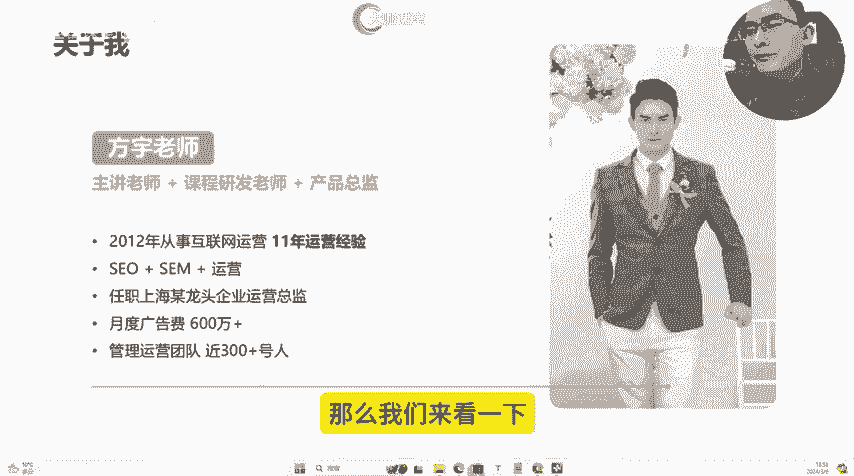 关于我
方宇老师
主讲老师 + 课程研发老师 + 产品总监
• 2012年从事互联网运营 11年运营经验
• SEO + SEM + 运营
• 任职上海某龙头企业运营总监
• 月度广告费 600万+
• 管理运营团队 近300+号人
那么我们来看一下
10°C
搜索